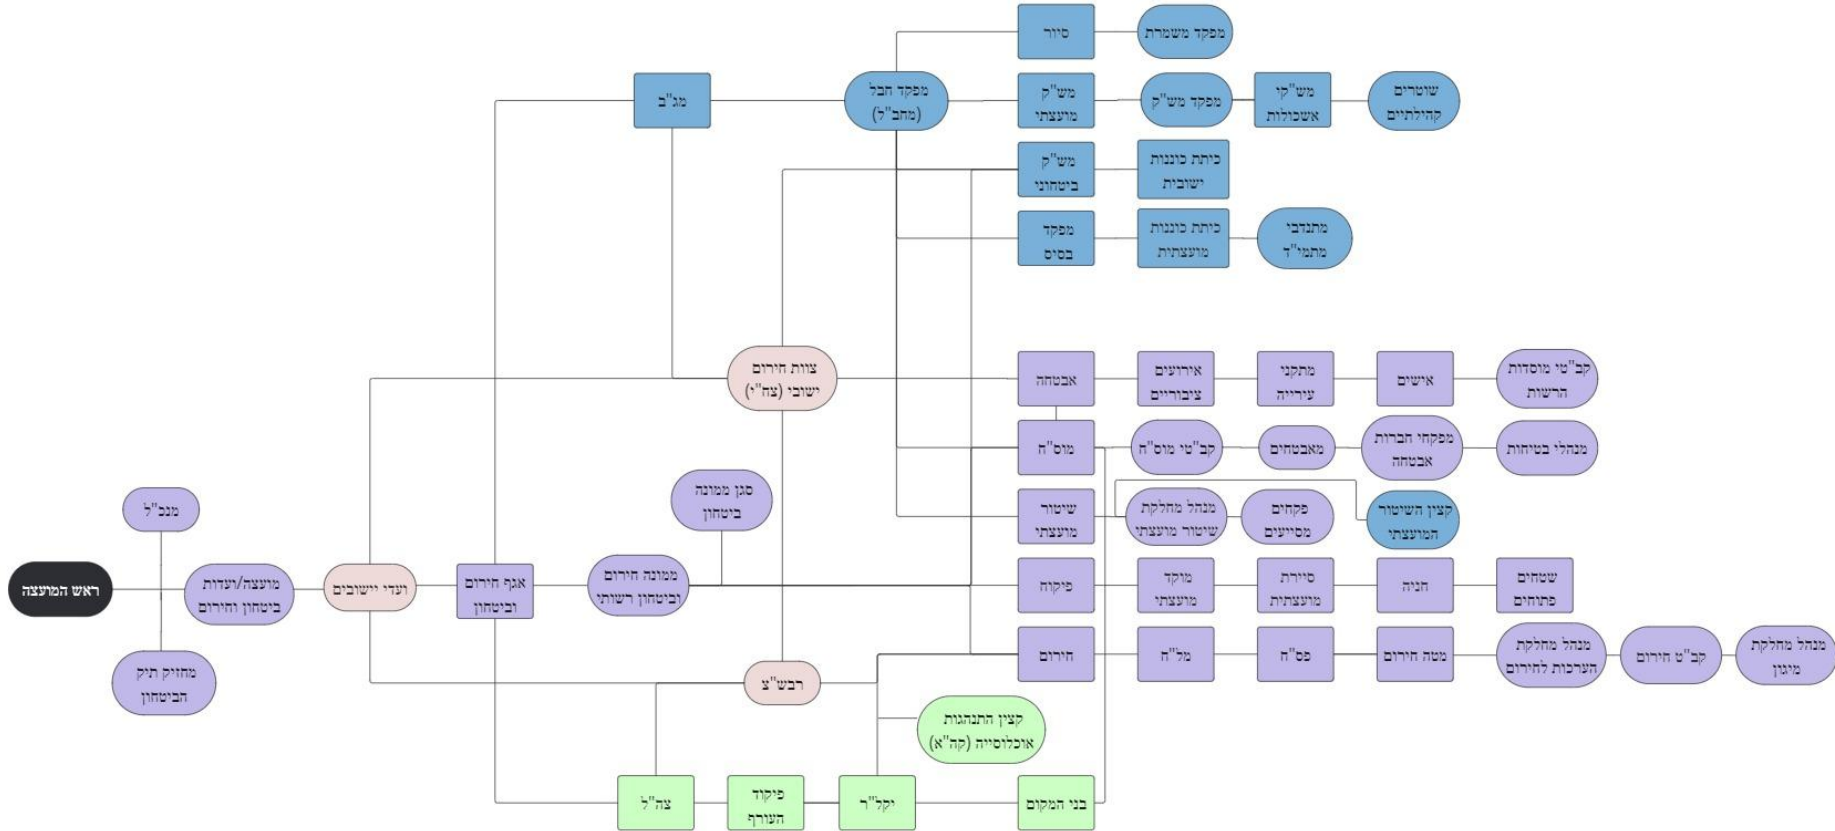 סיור
מפקד משמרת
מג"ב
מפקד חבל
(מחב"ל)
מש"ק
מועצתי
מפקד מש"ק
מש"קי
אשכולות
שוטרים
קהילתיים
מש"ק
ביטחוני
כיתת כוננות
ישובית
מפקד
בסיס
כיתת כוננות
מועצתית
מתנדבי
מתמי"ד
צוות חירום
ישובי (צח"י)
אבטחה
אירועים
ציבוריים
מתקני
עירייה
אישים
קב"טי מוסדות
הרשות
מוס"ח
קב"טי מוס"ח
מאבטחים
מפקחי חברות
אבטחה
מנהלי בטיחות
סגן ממונה
ביטחון
מנכ"ל
שיטור
מועצתי
מנהל מחלקת
שיטור מועצתי
פקחים
מסייעים
קצין השיטור
המועצתי
ראש המועצה
מועצה/ועדות
ביטחון וחירום
ועדי יישובים
אגף חירום
וביטחון
ממונה חירום
וביטחון רשותי
פיקוח
מוקד
מועצתי
סיירת
מועצתית
חניה
שטחים
פתוחים
מחזיק תיק
הביטחון
רבש"צ
חירום
מל"ח
פס"ח
מטה חירום
מנהל מחלקת
הערכות לחירום
קב"ט חירום
מנהל מחלקת
מיגון
קצין התנהגות
אוכלוסייה (קה"א)
צה"ל
פיקוד
העורף
יקל"ר
בני המקום